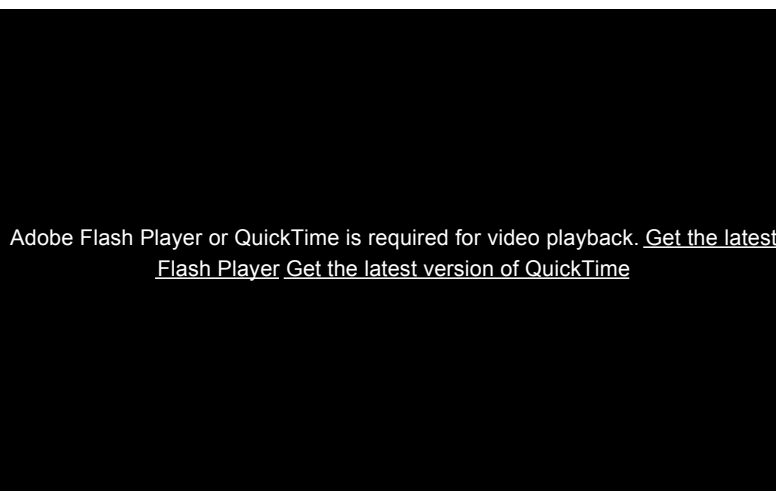 Adobe Flash Player or QuickTime is required for video playback. Get the latest
Flash Player Get the latest version of QuickTime